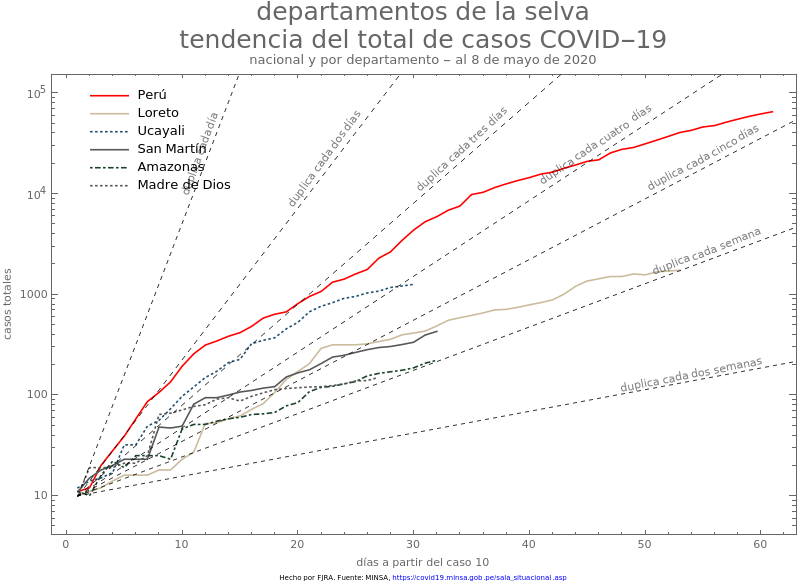 departamentos de la selva
tendencia del total de casos COVID−19
nacional y por departamento − al 8 de mayo de 2020
casos totales
10^5
10^4
1000
100
10
Perú
Loreto
Ucayali
San Martín
Amazonas
Madre de Dios
duplica cada día
duplica cada dos días
duplica cada tres días
duplica cada cuatro días
duplica cada cinco días
duplica cada semana
duplica cada dos semanas
0 10 20 30 40 50 60
días a partir del caso 10
Hecho por FJRA. Fuente: MINSA, https://covid19.minsa.gob.pe/sala_situacional.asp